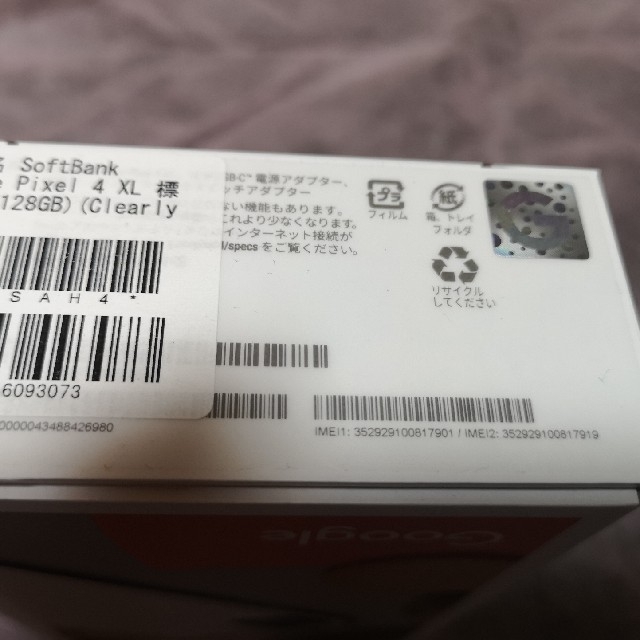 SoftBank
Pixel 4 XL 標
128GB)(Clearly
SAH4*
6093073
電源アダプター、
ッチアダプター
ない機能もあります。
れより少なくなります。
インターネット接続が
/specs をご覧ください。
プラ
フィルム
紙
箱、トレイ
フォルダ
リサイクル
してください
0000043488426980
IMEI1: 352929100817901 / IMEI2: 352929100817919
Google